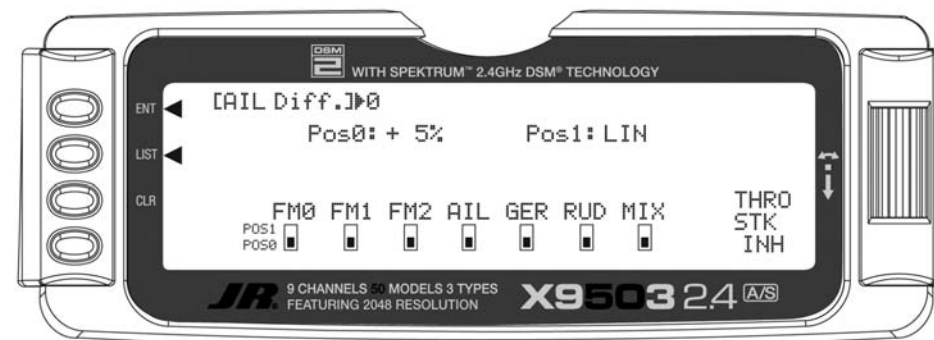 DSM
2 WITH SPEKTRUM™ 2.4GHz DSM® TECHNOLOGY
ENT
LIST
CLR
[AIL Diff.]▶0
Pos0:+ 5% Pos1:LIN
FM0 FM1 FM2 AIL GER RUD MIX
POS1
POS0
THRO
STK
INH
JR® 9 CHANNELS 50 MODELS 3 TYPES
FEATURING 2048 RESOLUTION
X9503 2.4 A/S